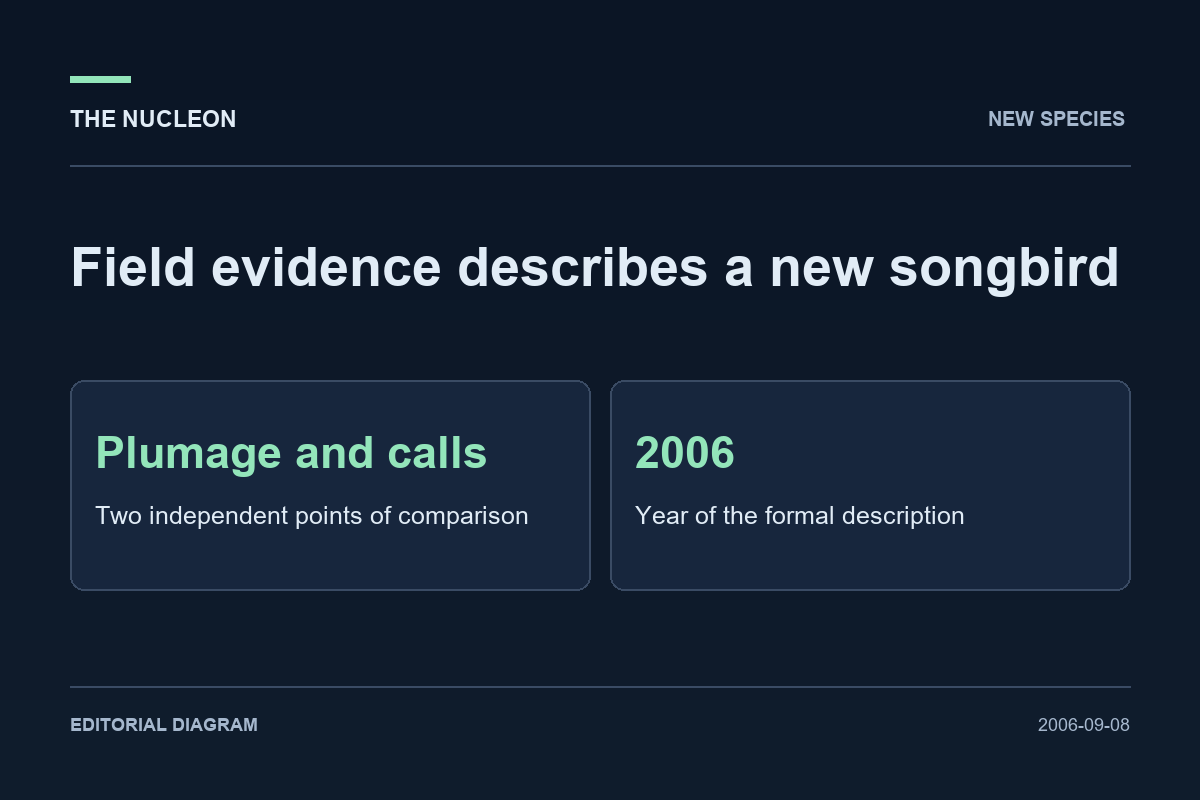 THE NUCLEON
NEW SPECIES
Field evidence describes a new songbird
Plumage and calls
Two independent points of comparison
2006
Year of the formal description
EDITORIAL DIAGRAM
2006-09-08